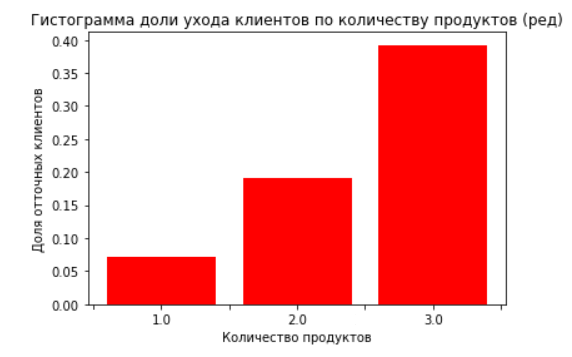 Гистограмма доли ухода клиентов по количеству продуктов (ред)
Доля отточных клиентов
0.40
0.35
0.30
0.25
0.20
0.15
0.10
0.05
0.00
1.0 2.0 3.0
Количество продуктов